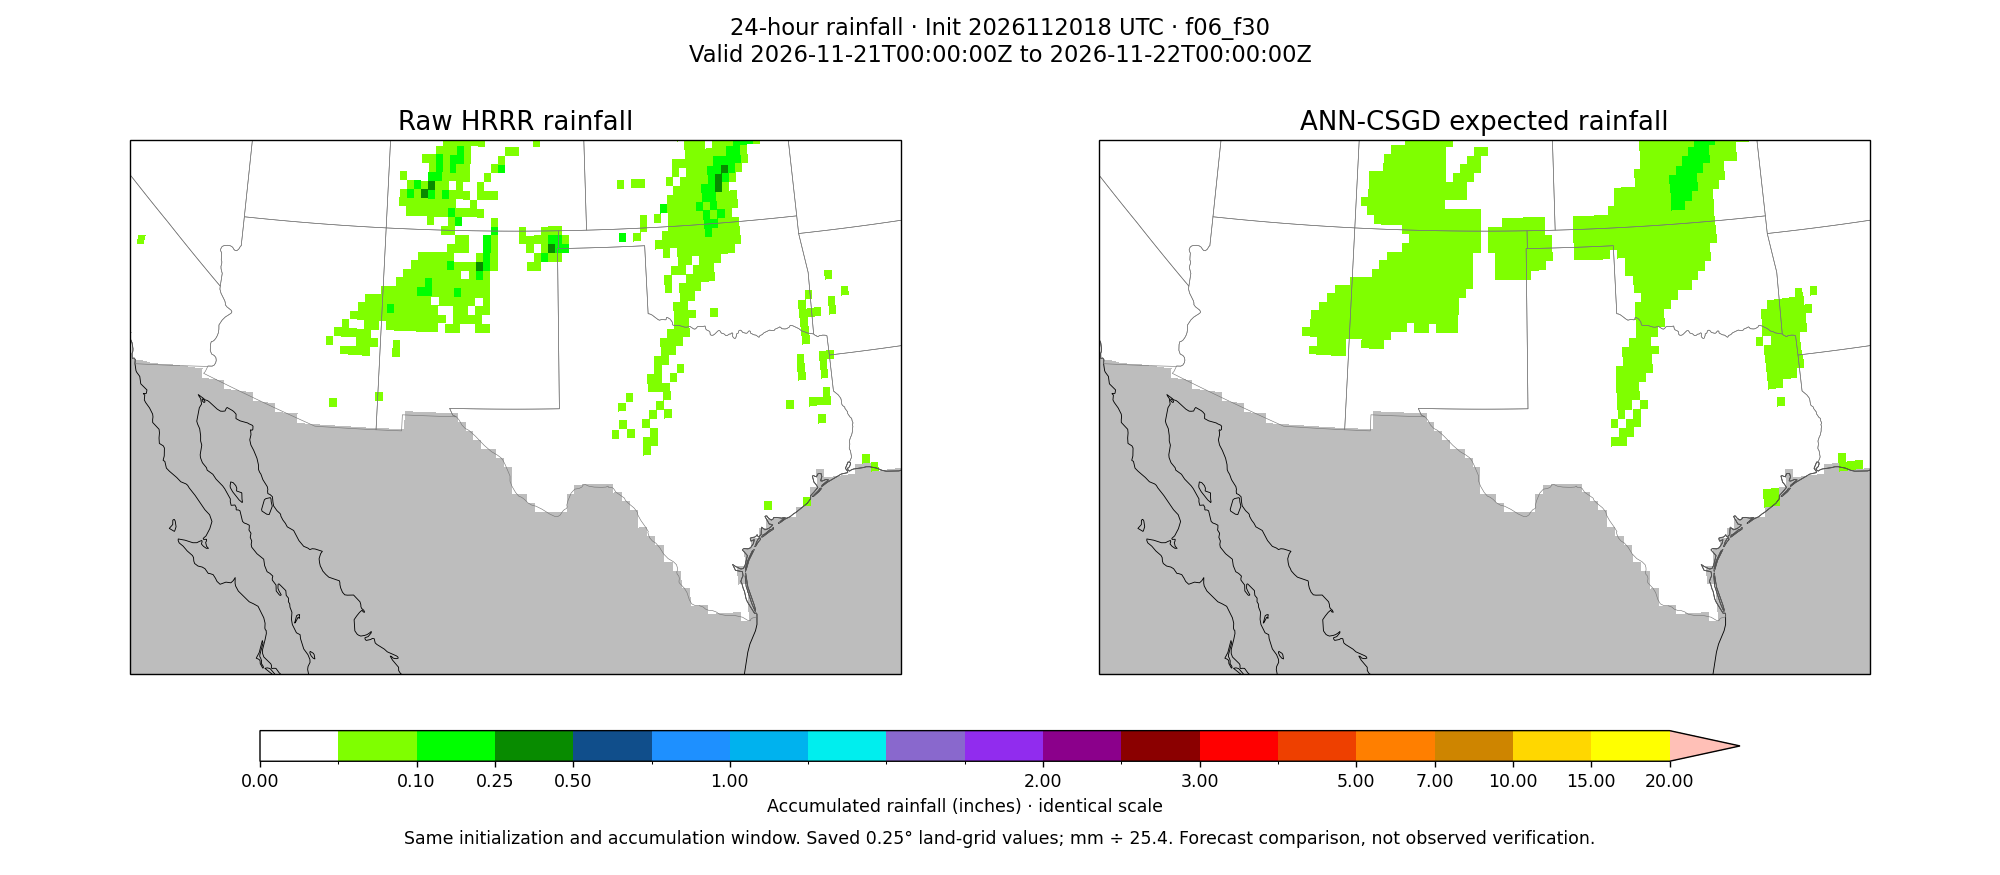 24-hour rainfall · Init 2026112018 UTC · f06_f30
Valid 2026-11-21T00:00:00Z to 2026-11-22T00:00:00Z
Raw HRRR rainfall
ANN-CSGD expected rainfall
0.00 0.10 0.25 0.50 1.00 2.00 3.00 5.00 7.00 10.00 15.00 20.00
Accumulated rainfall (inches) · identical scale
Same initialization and accumulation window. Saved 0.25° land-grid values; mm ÷ 25.4. Forecast comparison, not observed verification.